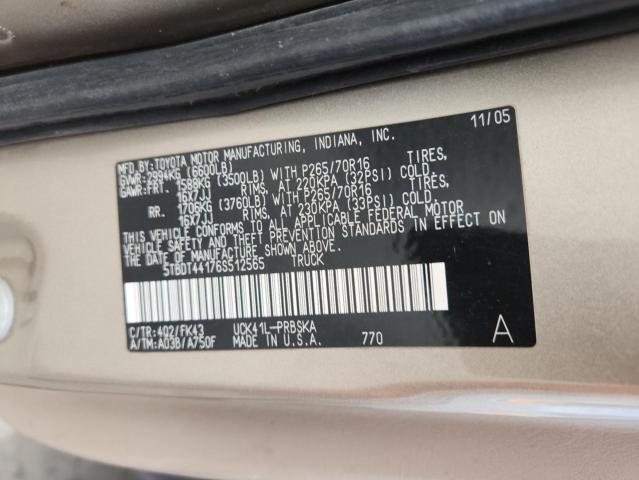 MFD. BY: TOYOTA MOTOR MANUFACTURING, INDIANA, INC. 11/05
GVWR: 2994KG (6600LB)
GAWR: FRT. 1588KG (3500LB) WITH P265/70R16 TIRES,
16X7JJ RIMS, AT 220KPA (32PSI) COLD.
RR. 1706KG (3760LB) WITH P265/70R16 TIRES,
16X7JJ RIMS, AT 230KPA (33PSI) COLD.
THIS VEHICLE CONFORMS TO ALL APPLICABLE FEDERAL MOTOR
VEHICLE SAFETY AND THEFT PREVENTION STANDARDS IN EFFECT ON
THE DATE OF MANUFACTURE SHOWN ABOVE.
5TBDT44176S512565 TRUCK
C/TR: 4Q2/FK43 UCK41L-PRBSKA
A/TM: A03B/A750F MADE IN U.S.A. 770 A